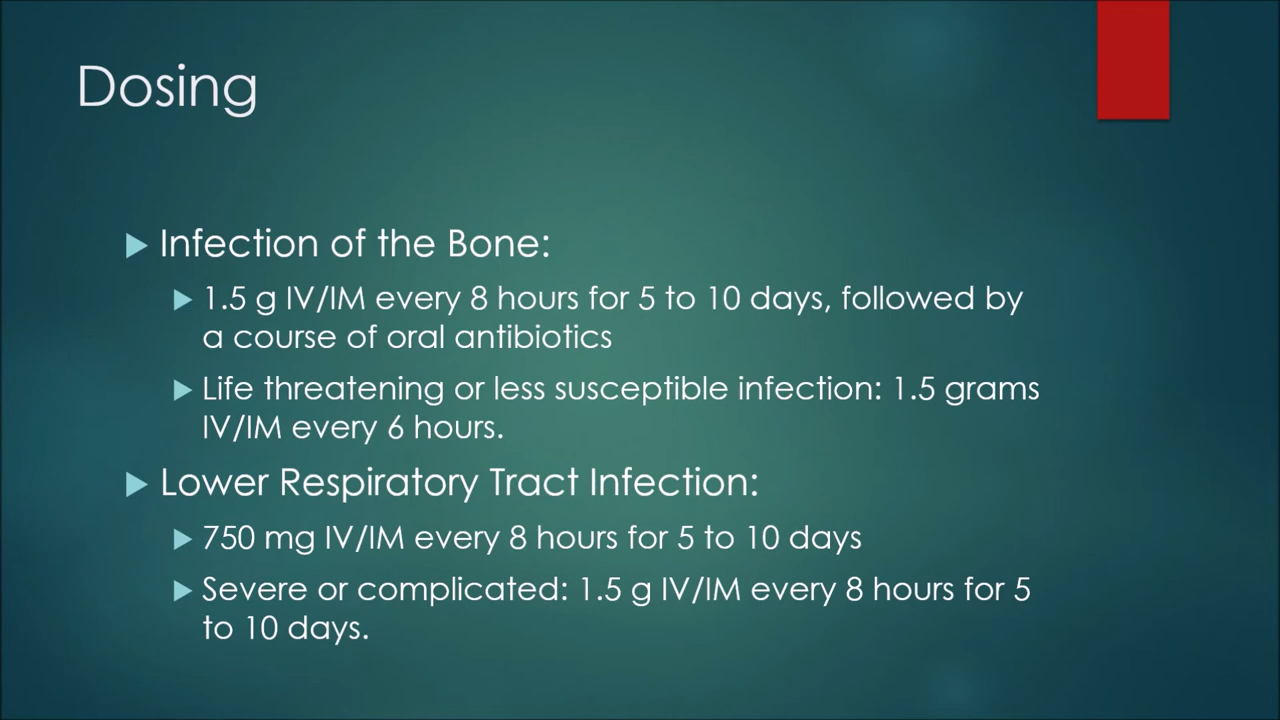 Dosing
Infection of the Bone:
1.5 g IV/IM every 8 hours for 5 to 10 days, followed by
a course of oral antibiotics
Life threatening or less susceptible infection: 1.5 grams
IV/IM every 6 hours.
Lower Respiratory Tract Infection:
750 mg IV/IM every 8 hours for 5 to 10 days
Severe or complicated: 1.5 g IV/IM every 8 hours for 5
to 10 days.